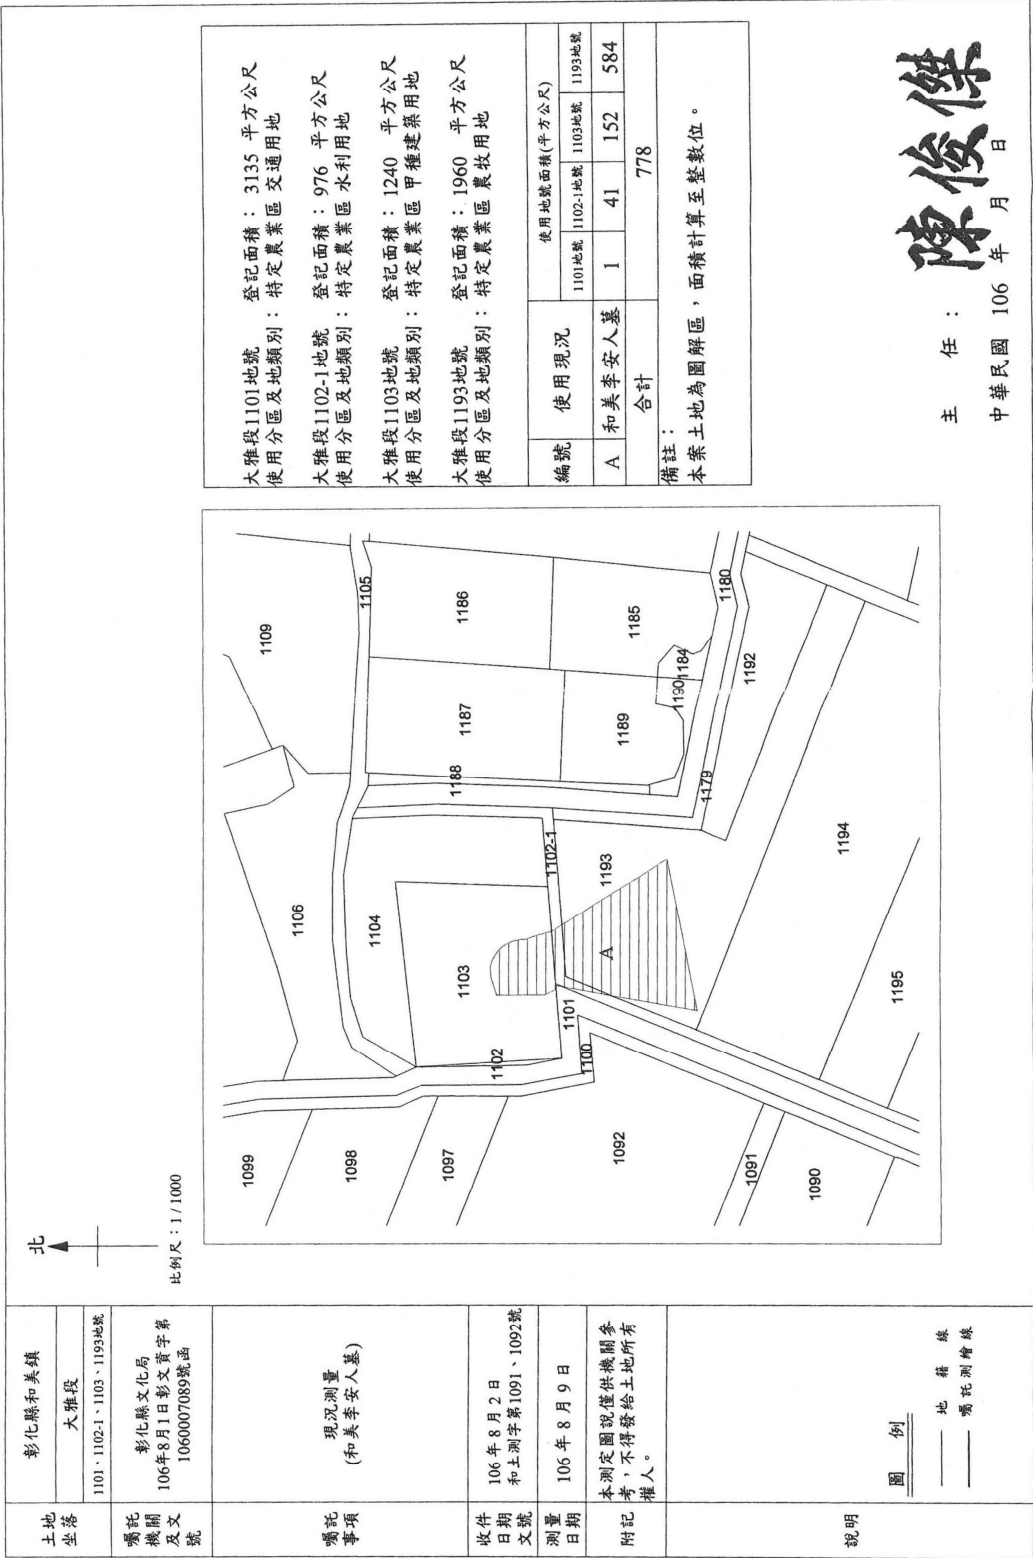 土地坐落
彰化縣和美鎮
大雅段
1101、1102-1、1103、1193地號
囑託機關及文號
彰化縣文化局
106年8月1日彰文資字第
1060007089號函
囑託事項
現況測量
(和美李安人墓)
收件日期文號
106 年 8 月 2 日
和土測字第1091、1092號
測量日期
106 年 8 月 9 日
附記
本測定圖說僅供機關參
考，不得發給土地所有
權人。
說明
圖 例
地 籍 線
囑託測繪線
北
比例尺：1 / 1000
1099
1098
1097
1092
1091
1090
1106
1109
1104
1105
1103
1102
1101
1100
1102-1
1188
1187
1186
1189
1185
1190
1184
1180
1179
1192
1193
A
1194
1195
大雅段1101地號 登記面積：3135 平方公尺
使用分區及地類別：特定農業區 交通用地
大雅段1102-1地號 登記面積：976 平方公尺
使用分區及地類別：特定農業區 水利用地
大雅段1103地號 登記面積：1240 平方公尺
使用分區及地類別：特定農業區 甲種建築用地
大雅段1193地號 登記面積：1960 平方公尺
使用分區及地類別：特定農業區 農牧用地
編號 使用現況 使用地號面積(平方公尺)
1101地號 1102-1地號 1103地號 1193地號
A 和美李安人墓 1 41 152 584
合計 778
備註：
本案土地為圖解區，面積計算至整數位。
主 任： 陳俊傑
中華民國 106 年 月 日